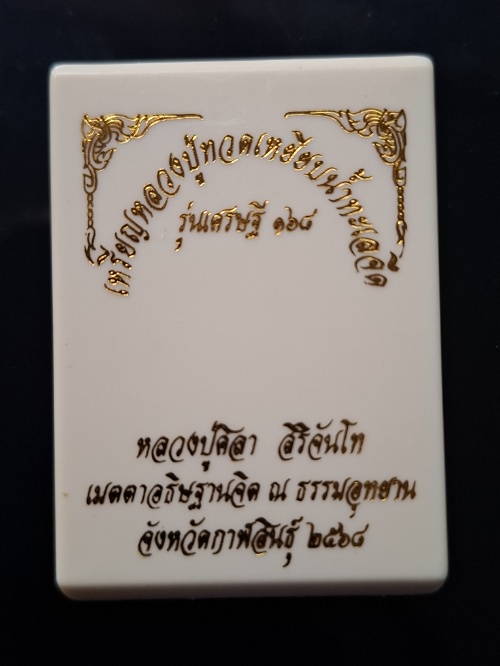 เหรียญหลวงปู่ทวดเหยียบน้ำทะเลจืด
รุ่นเศรษฐี ๑๖๘
หลวงปู่ศิลา สิริจันโท
เมตตาอธิษฐานจิต ณ ธรรมอุทยาน
จังหวัดกาฬสินธุ์ ๒๕๖๘